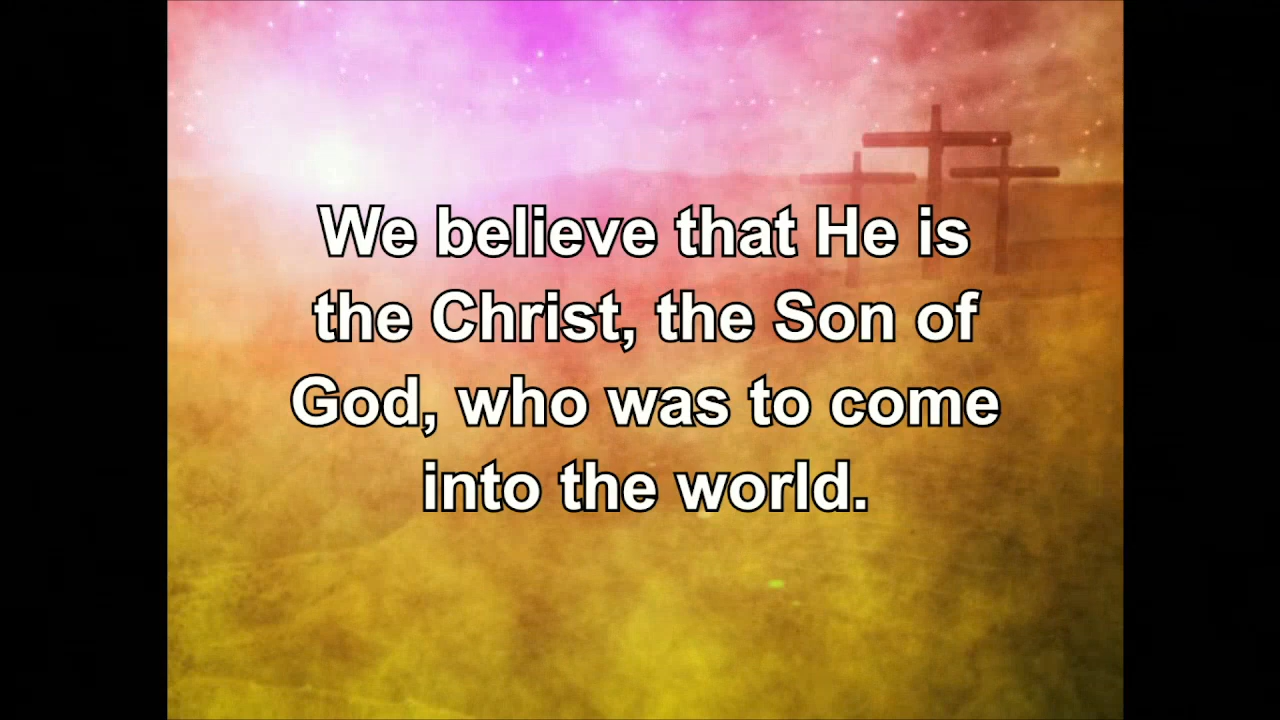 We believe that He is
the Christ, the Son of
God, who was to come
into the world.